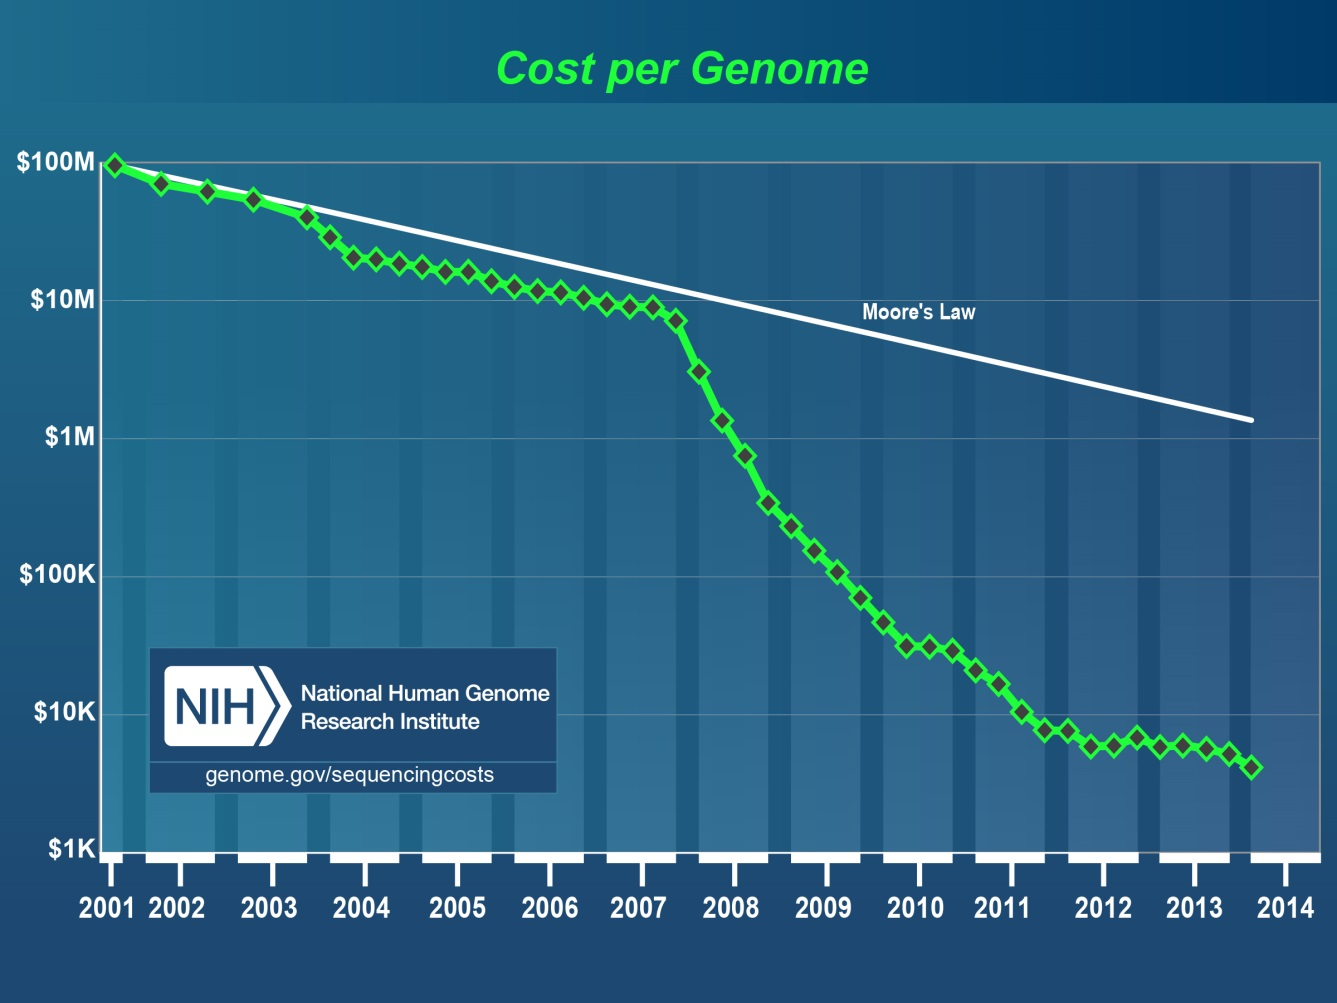 Cost per Genome
$100M
$10M
Moore's Law
$1M
$100K
$10K
$1K
NIH
National Human Genome
Research Institute
genome.gov/sequencingcosts
2001 2002 2003 2004 2005 2006 2007 2008 2009 2010 2011 2012 2013 2014